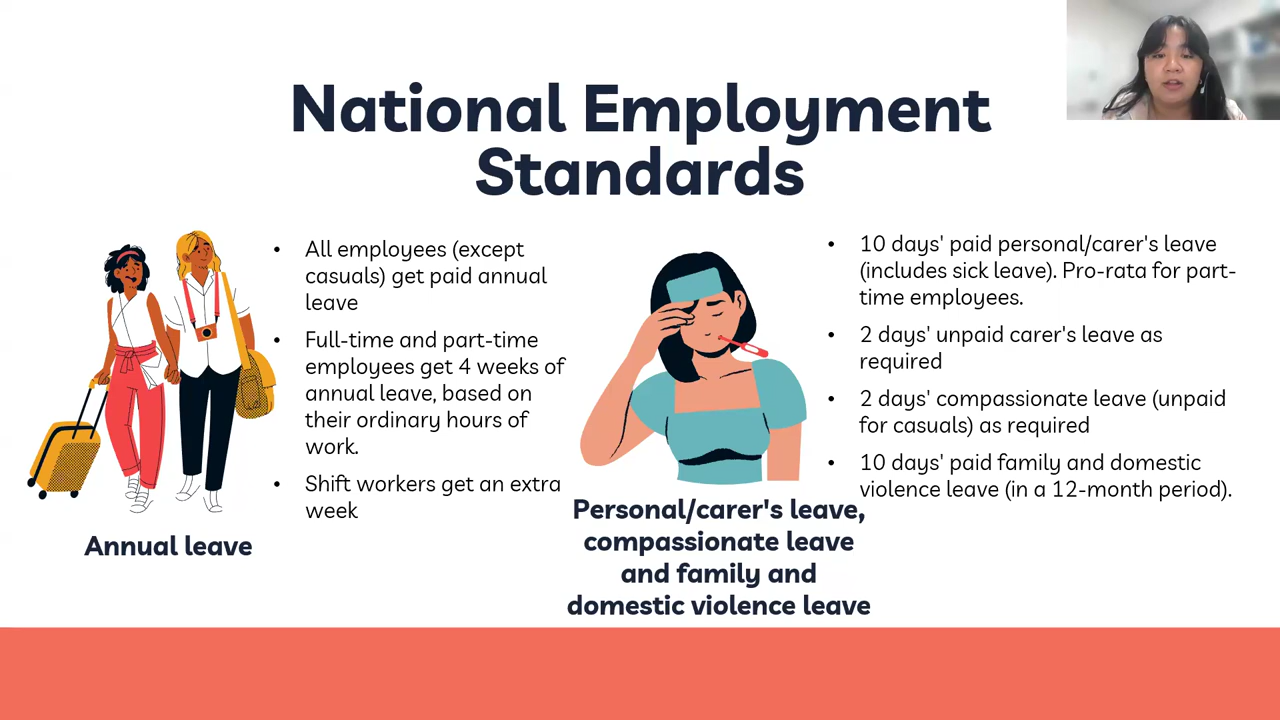 National Employment
Standards
• All employees (except
casuals) get paid annual
leave
• Full-time and part-time
employees get 4 weeks of
annual leave, based on
their ordinary hours of
work.
• Shift workers get an extra
week
Annual leave
• 10 days' paid personal/carer's leave
(includes sick leave). Pro-rata for part-
time employees.
• 2 days' unpaid carer's leave as
required
• 2 days' compassionate leave (unpaid
for casuals) as required
• 10 days' paid family and domestic
violence leave (in a 12-month period).
Personal/carer's leave,
compassionate leave
and family and
domestic violence leave